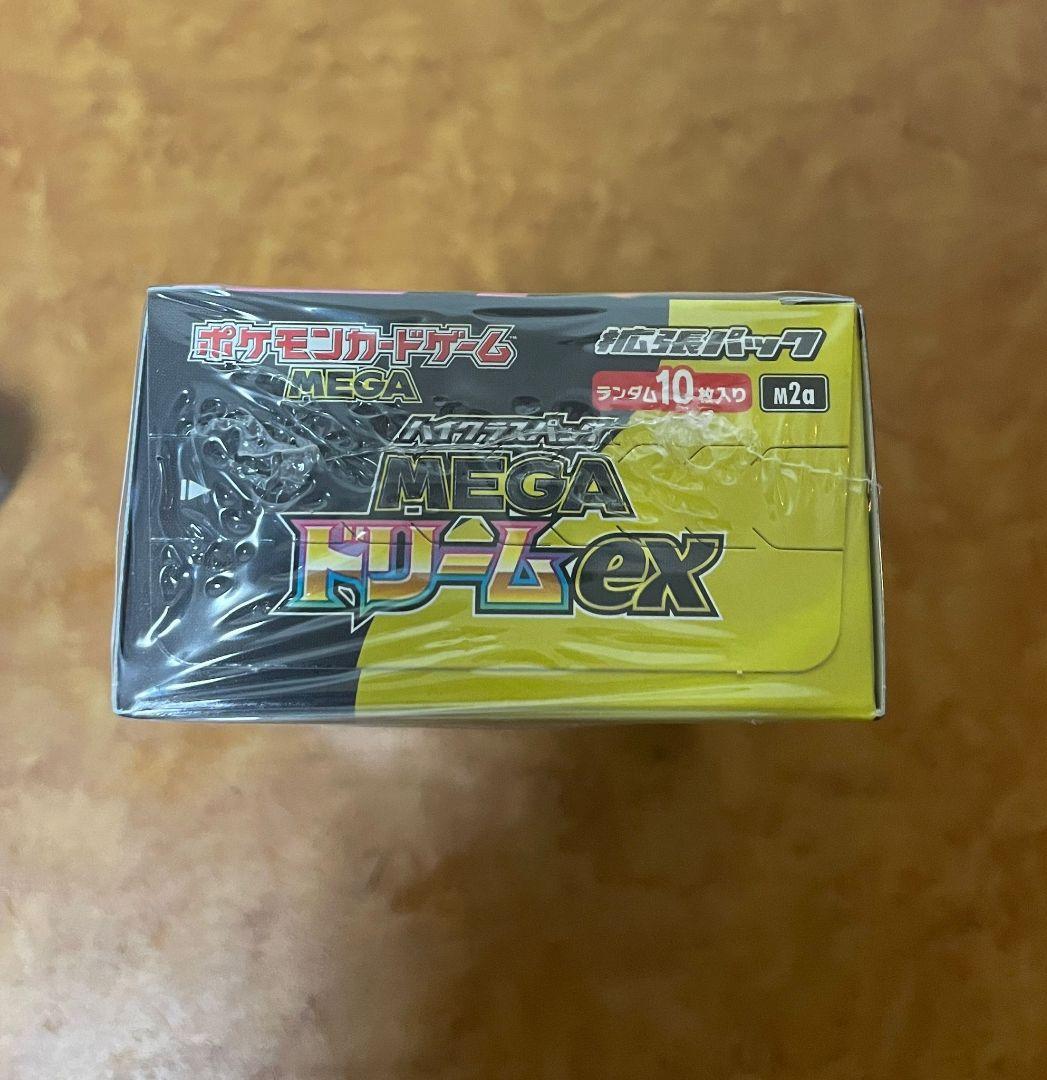 ポケモンカードゲーム™
MEGA
拡張パック
ランダム10枚入り
M2a
ハイクラスパック
MEGA
ドリームex